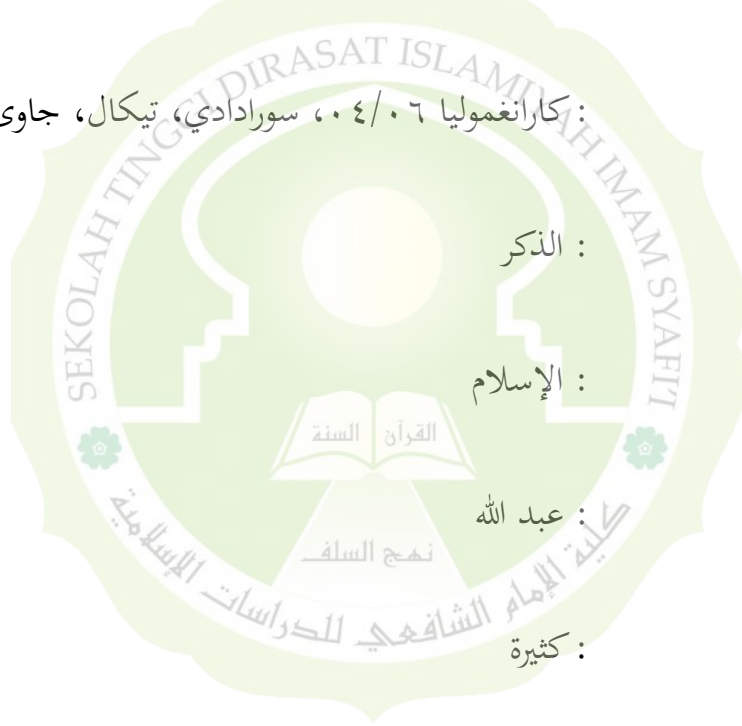 : كارانغموليا ٠٤/٠٦، سورادادي، تيكال، جاوى
: الذكر
: الإسلام
: عبد الله
: كثيرة
SEKOLAH TINGGI DIRASAT ISLAMIYAH IMAM SYAFI'I
القرآن السنة
نهج السلف
كلية الإمام الشافعي للدراسات الإسلامية